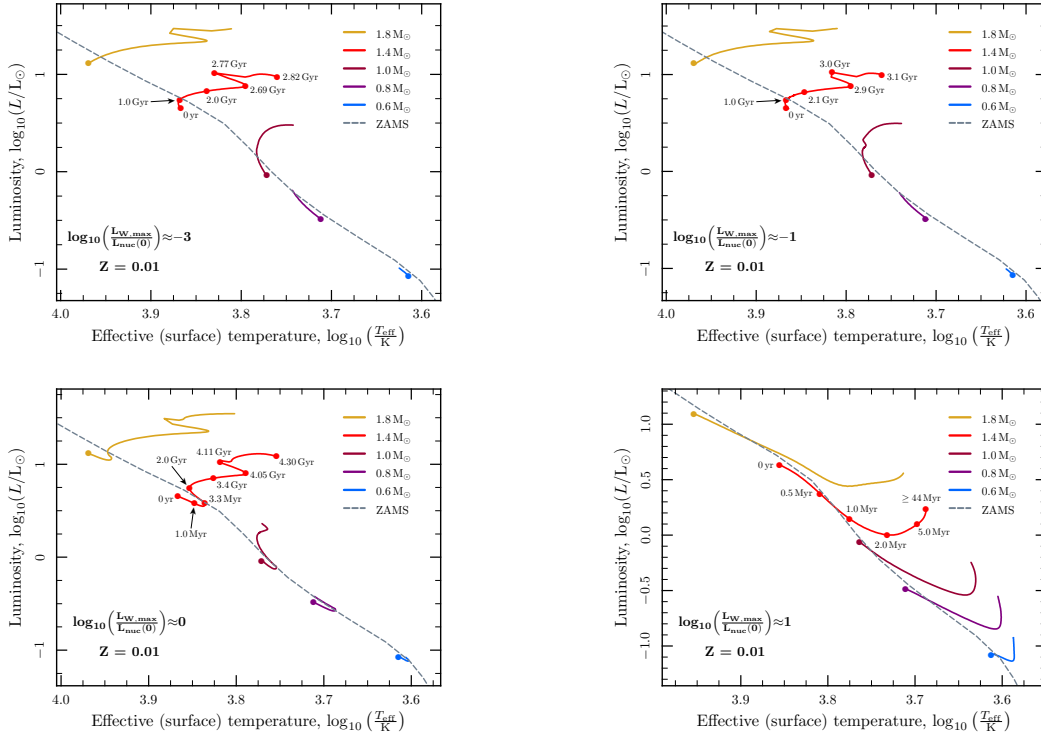 1.8 M⊙
1.4 M⊙
1.0 M⊙
0.8 M⊙
0.6 M⊙
ZAMS
2.77 Gyr
2.82 Gyr
2.69 Gyr
2.0 Gyr
1.0 Gyr
0 yr
log10(LW,max/Lnuc(0))≈−3
Z = 0.01
1
0
−1
4.0 3.9 3.8 3.7 3.6
Luminosity, log10(L/L⊙)
Effective (surface) temperature, log10(Teff/K)
1.8 M⊙
1.4 M⊙
1.0 M⊙
0.8 M⊙
0.6 M⊙
ZAMS
3.0 Gyr
3.1 Gyr
2.9 Gyr
2.1 Gyr
1.0 Gyr
0 yr
log10(LW,max/Lnuc(0))≈−1
Z = 0.01
1
0
−1
4.0 3.9 3.8 3.7 3.6
Luminosity, log10(L/L⊙)
Effective (surface) temperature, log10(Teff/K)
1.8 M⊙
1.4 M⊙
1.0 M⊙
0.8 M⊙
0.6 M⊙
ZAMS
4.11 Gyr
4.30 Gyr
2.0 Gyr
4.05 Gyr
3.4 Gyr
0 yr
3.3 Myr
1.0 Myr
log10(LW,max/Lnuc(0))≈0
Z = 0.01
1
0
−1
4.0 3.9 3.8 3.7 3.6
Luminosity, log10(L/L⊙)
Effective (surface) temperature, log10(Teff/K)
1.8 M⊙
1.4 M⊙
1.0 M⊙
0.8 M⊙
0.6 M⊙
ZAMS
0 yr
0.5 Myr
≥ 44 Myr
1.0 Myr
5.0 Myr
2.0 Myr
log10(LW,max/Lnuc(0))≈1
Z = 0.01
1.0
0.5
0.0
−0.5
−1.0
3.9 3.8 3.7 3.6
Luminosity, log10(L/L⊙)
Effective (surface) temperature, log10(Teff/K)